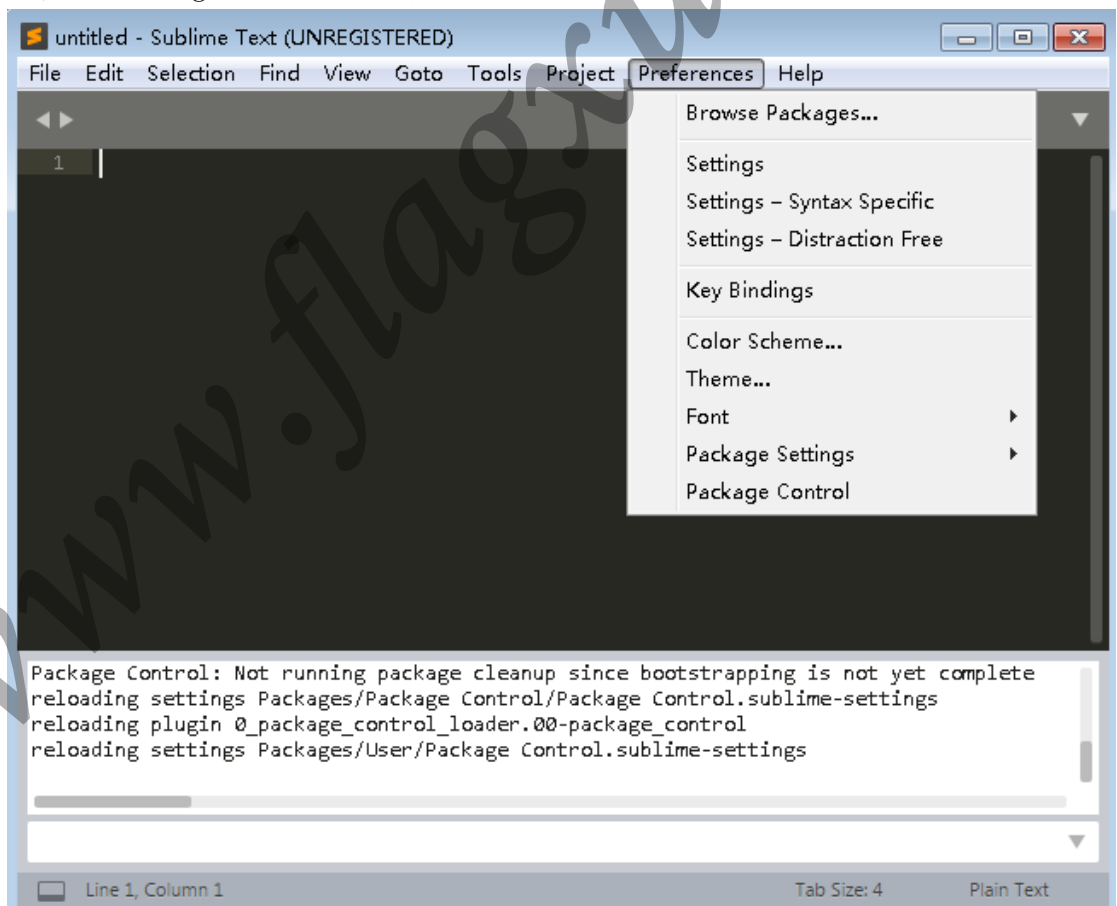 untitled - Sublime Text (UNREGISTERED)
File Edit Selection Find View Goto Tools Project Preferences Help
Browse Packages...
1
Settings
Settings – Syntax Specific
Settings – Distraction Free
Key Bindings
Color Scheme...
Theme...
Font
Package Settings
Package Control
Package Control: Not running package cleanup since bootstrapping is not yet complete
reloading settings Packages/Package Control/Package Control.sublime-settings
reloading plugin 0_package_control_loader.00-package_control
reloading settings Packages/User/Package Control.sublime-settings
Line 1, Column 1
Tab Size: 4
Plain Text